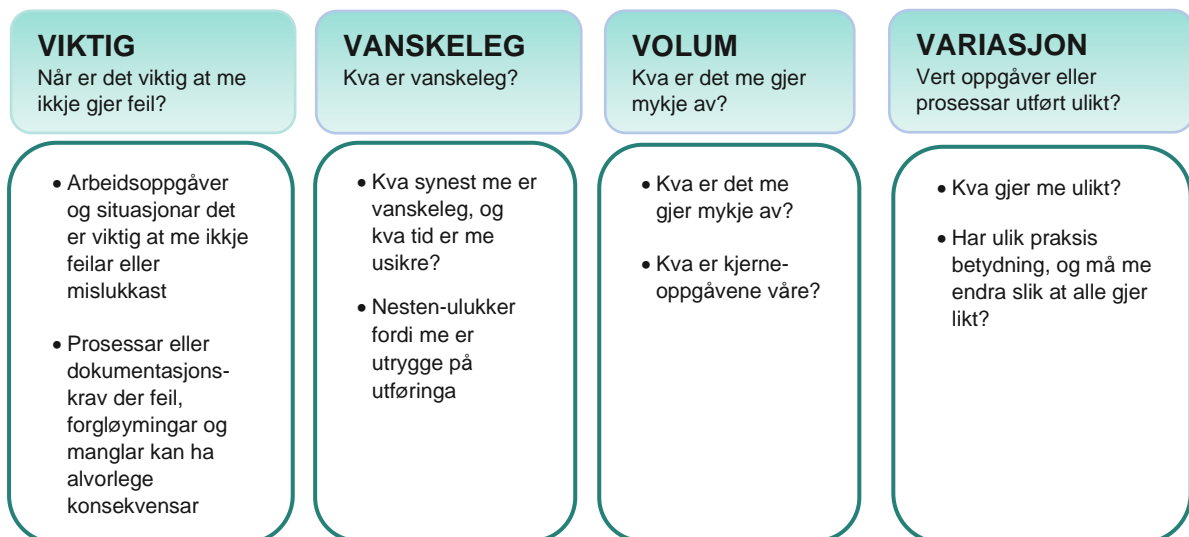 VIKTIG
Når er det viktig at me
ikkje gjer feil?
• Arbeidsoppgåver
og situasjonar det
er viktig at me ikkje
feilar eller
mislukkast
• Prosessar eller
dokumentasjons-
krav der feil,
forgløymingar og
manglar kan ha
alvorlege
konsekvensar
VANSKELEG
Kva er vanskeleg?
• Kva synest me er
vanskeleg, og
kva tid er me
usikre?
• Nesten-ulukker
fordi me er
utrygge på
utføringa
VOLUM
Kva er det me gjer
mykje av?
• Kva er det me
gjer mykje av?
• Kva er kjerne-
oppgåvene våre?
VARIASJON
Vert oppgåver eller
prosessar utført ulikt?
• Kva gjer me ulikt?
• Har ulik praksis
betydning, og må me
endra slik at alle gjer
likt?